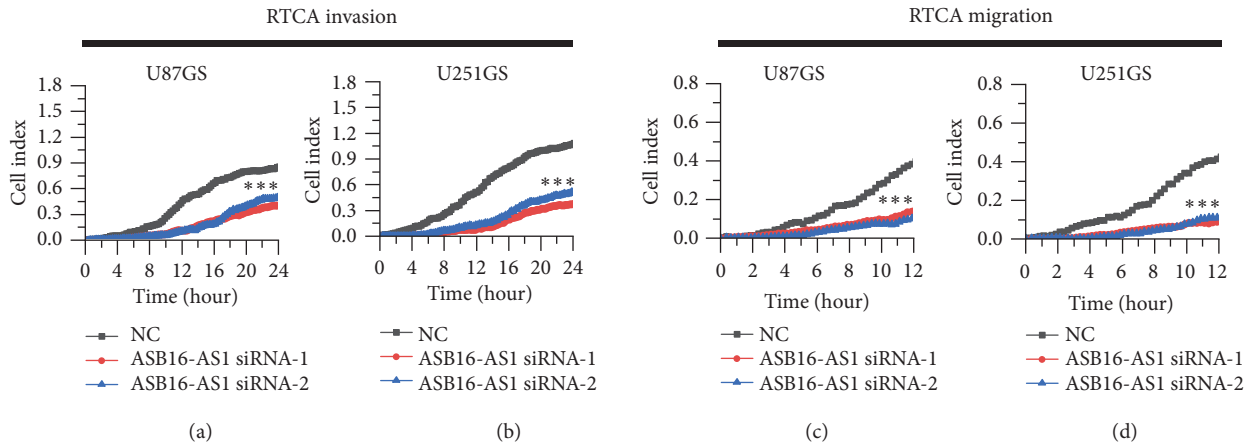 RTCA invasion
RTCA migration
U87GS
Cell index
1.8
1.5
1.2
0.9
0.6
0.3
0.0
***
0 4 8 12 16 20 24
Time (hour)
NC
ASB16-AS1 siRNA-1
ASB16-AS1 siRNA-2
(a)
U251GS
Cell index
1.8
1.5
1.2
0.9
0.6
0.3
0.0
***
0 4 8 12 16 20 24
Time (hour)
NC
ASB16-AS1 siRNA-1
ASB16-AS1 siRNA-2
(b)
U87GS
Cell index
0.8
0.6
0.4
0.2
0.0
***
0 2 4 6 8 10 12
Time (hour)
NC
ASB16-AS1 siRNA-1
ASB16-AS1 siRNA-2
(c)
U251GS
Cell index
0.8
0.6
0.4
0.2
0.0
***
0 2 4 6 8 10 12
Time (hour)
NC
ASB16-AS1 siRNA-1
ASB16-AS1 siRNA-2
(d)